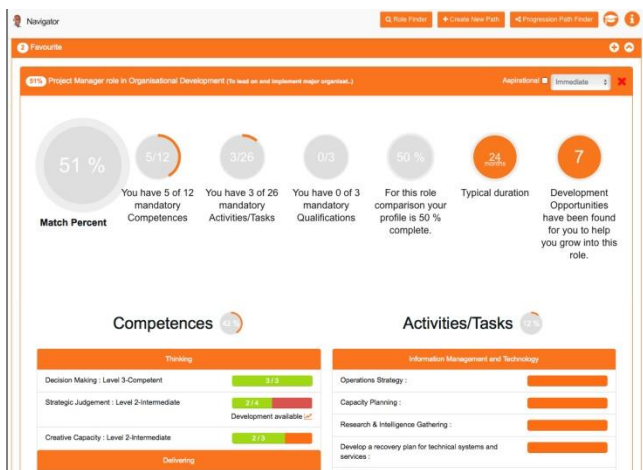 Navigator
Role Finder
Create New Path
Progression Path Finder
2 Favourite
51% Project Manager role in Organisational Development (To lead on and implement major organisat..)
Aspirational
Immediate
51 %
Match Percent
5/12
You have 5 of 12
mandatory
Competences
3/26
You have 3 of 26
mandatory
Activities/Tasks
0/3
You have 0 of 3
mandatory
Qualifications
50 %
For this role
comparison your
profile is 50 %
complete.
24
months
Typical duration
7
Development
Opportunities
have been found
for you to help
you grow into this
role.
Competences
42 %
Activities/Tasks
12 %
Thinking
Decision Making : Level 3-Competent
3 / 3
Strategic Judgement : Level 2-Intermediate
2 / 4
Development available
Creative Capacity : Level 2-Intermediate
2 / 3
Delivering
Information Management and Technology
Operations Strategy :
Capacity Planning :
Research & Intelligence Gathering :
Develop a recovery plan for technical systems and
services :